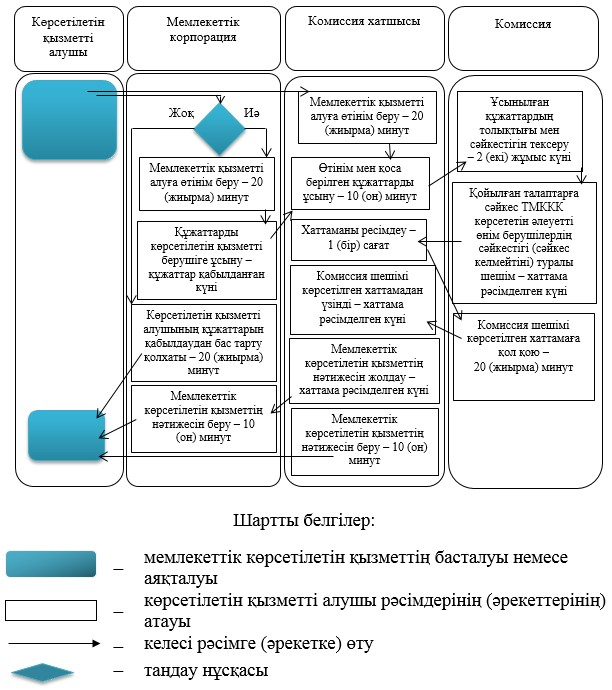 Көрсетілетін
қызметті
алушы
Мемлекеттік
корпорация
Комиссия хатшысы
Комиссия
Жоқ
Иә
Мемлекеттік қызметті
алуға өтінім беру – 20
(жиырма) минут
Құжаттарды
көрсетілетін қызметті
берушіге ұсыну –
құжаттар қабылданған
күні
Көрсетілетін қызметті
алушының құжаттарын
қабылдаудан бас тарту
қолхаты – 20 (жиырма)
минут
Мемлекеттік
көрсетілетін қызметтің
нәтижесін беру – 10
(он) минут
Мемлекеттік қызметті
алуға өтінім беру – 20
(жиырма) минут
Өтінім мен қоса
берілген құжаттарды
ұсыну – 10 (он) минут
Хаттаманы ресімдеу –
1 (бір) сағат
Комиссия шешімі
көрсетілген хаттамадан
үзінді – хаттама
рәсімделген күні
Мемлекеттік
көрсетілетін қызметтің
нәтижесін жолдау –
хаттама рәсімделген күні
Мемлекеттік
көрсетілетін қызметтің
нәтижесін беру – 10 (он)
минут
Ұсынылған
құжаттардың
толықтығы мен
сәйкестігін тексеру
– 2 (екі) жұмыс күні
Қойылған талаптарға
сәйкес ТМККК
көрсететін әлеуетті
өнім берушілердің
сәйкестігі (сәйкес
келмейтіні) туралы
шешім – хаттама
рәсімделген күні
Комиссия шешімі
көрсетілген хаттамаға
қол қою –
20 (жиырма) минут
Шартты белгілер:
– мемлекеттік көрсетілетін қызметтің басталуы немесе
аяқталуы
– көрсетілетін қызметті алушы рәсімдерінің (әрекеттерінің)
атауы
– келесі рәсімге (әрекетке) өту
– таңдау нұсқасы